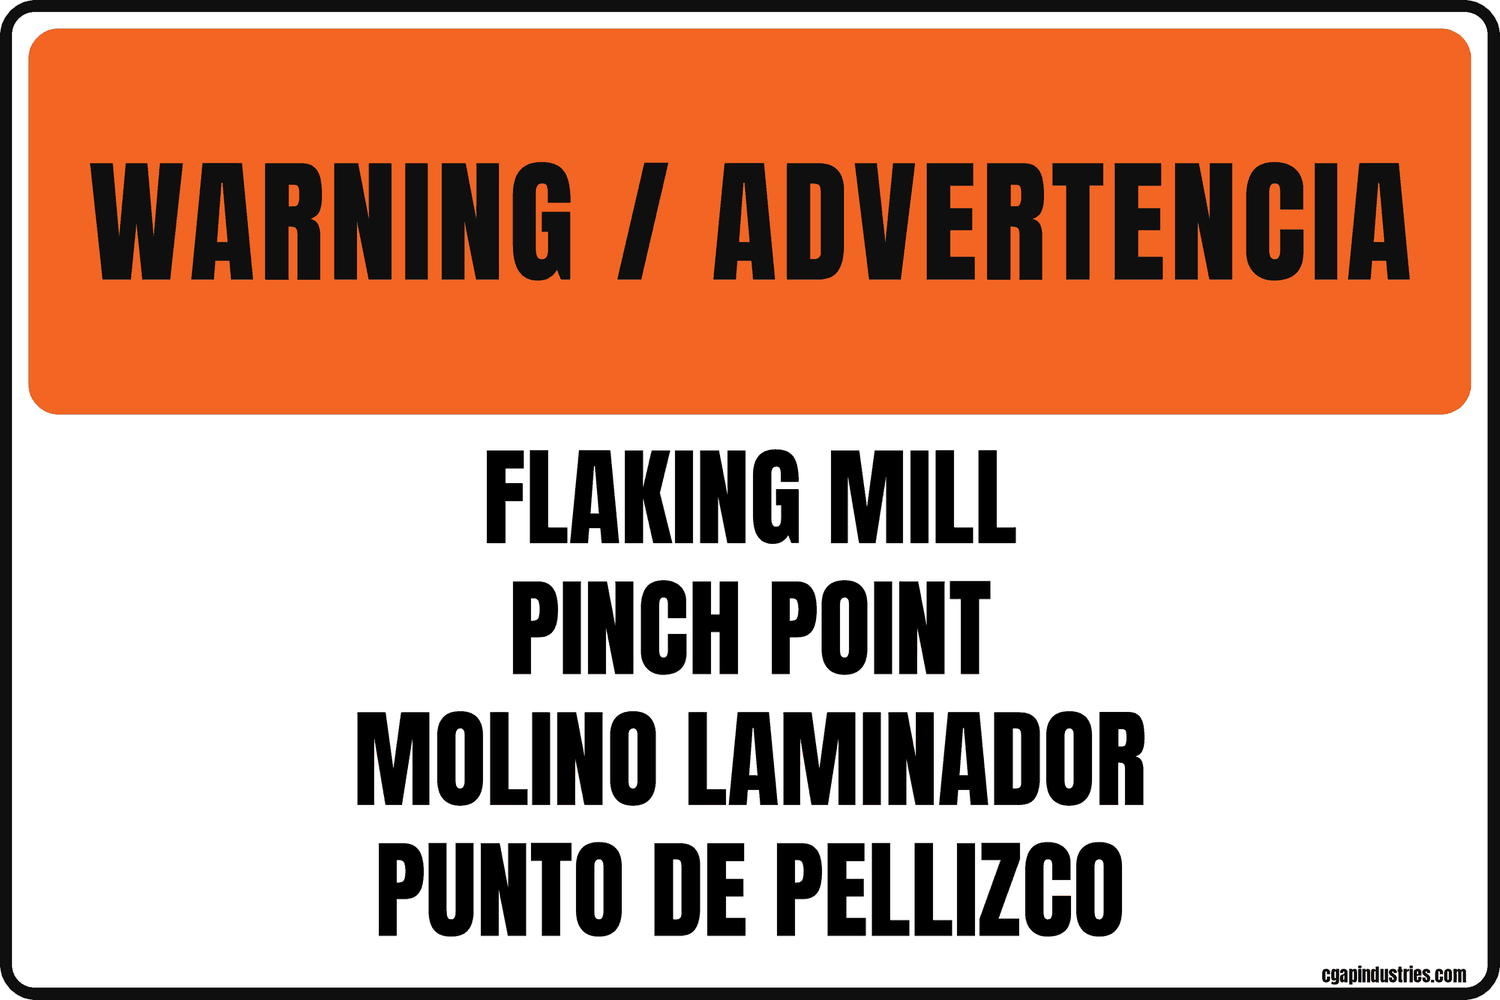 WARNING / ADVERTENCIA
FLAKING MILL
PINCH POINT
MOLINO LAMINADOR
PUNTO DE PELLIZCO
cgapindustries.com